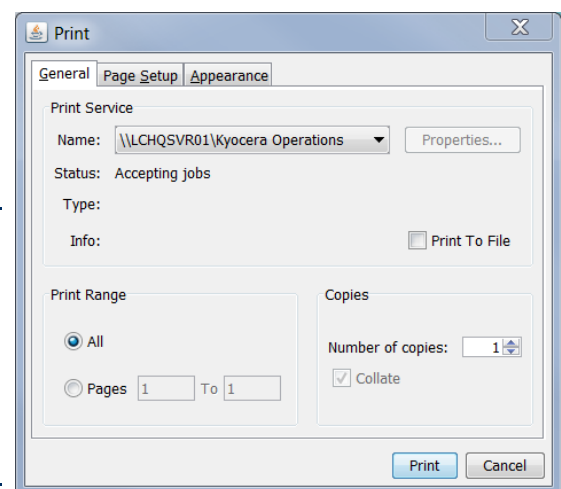 Print
General Page Setup Appearance
Print Service
Name: \\LCHQSVR01\Kyocera Operations Properties...
Status: Accepting jobs
Type:
Info: Print To File
Print Range Copies
All
Number of copies: 1
Pages 1 To 1
Collate
Print Cancel